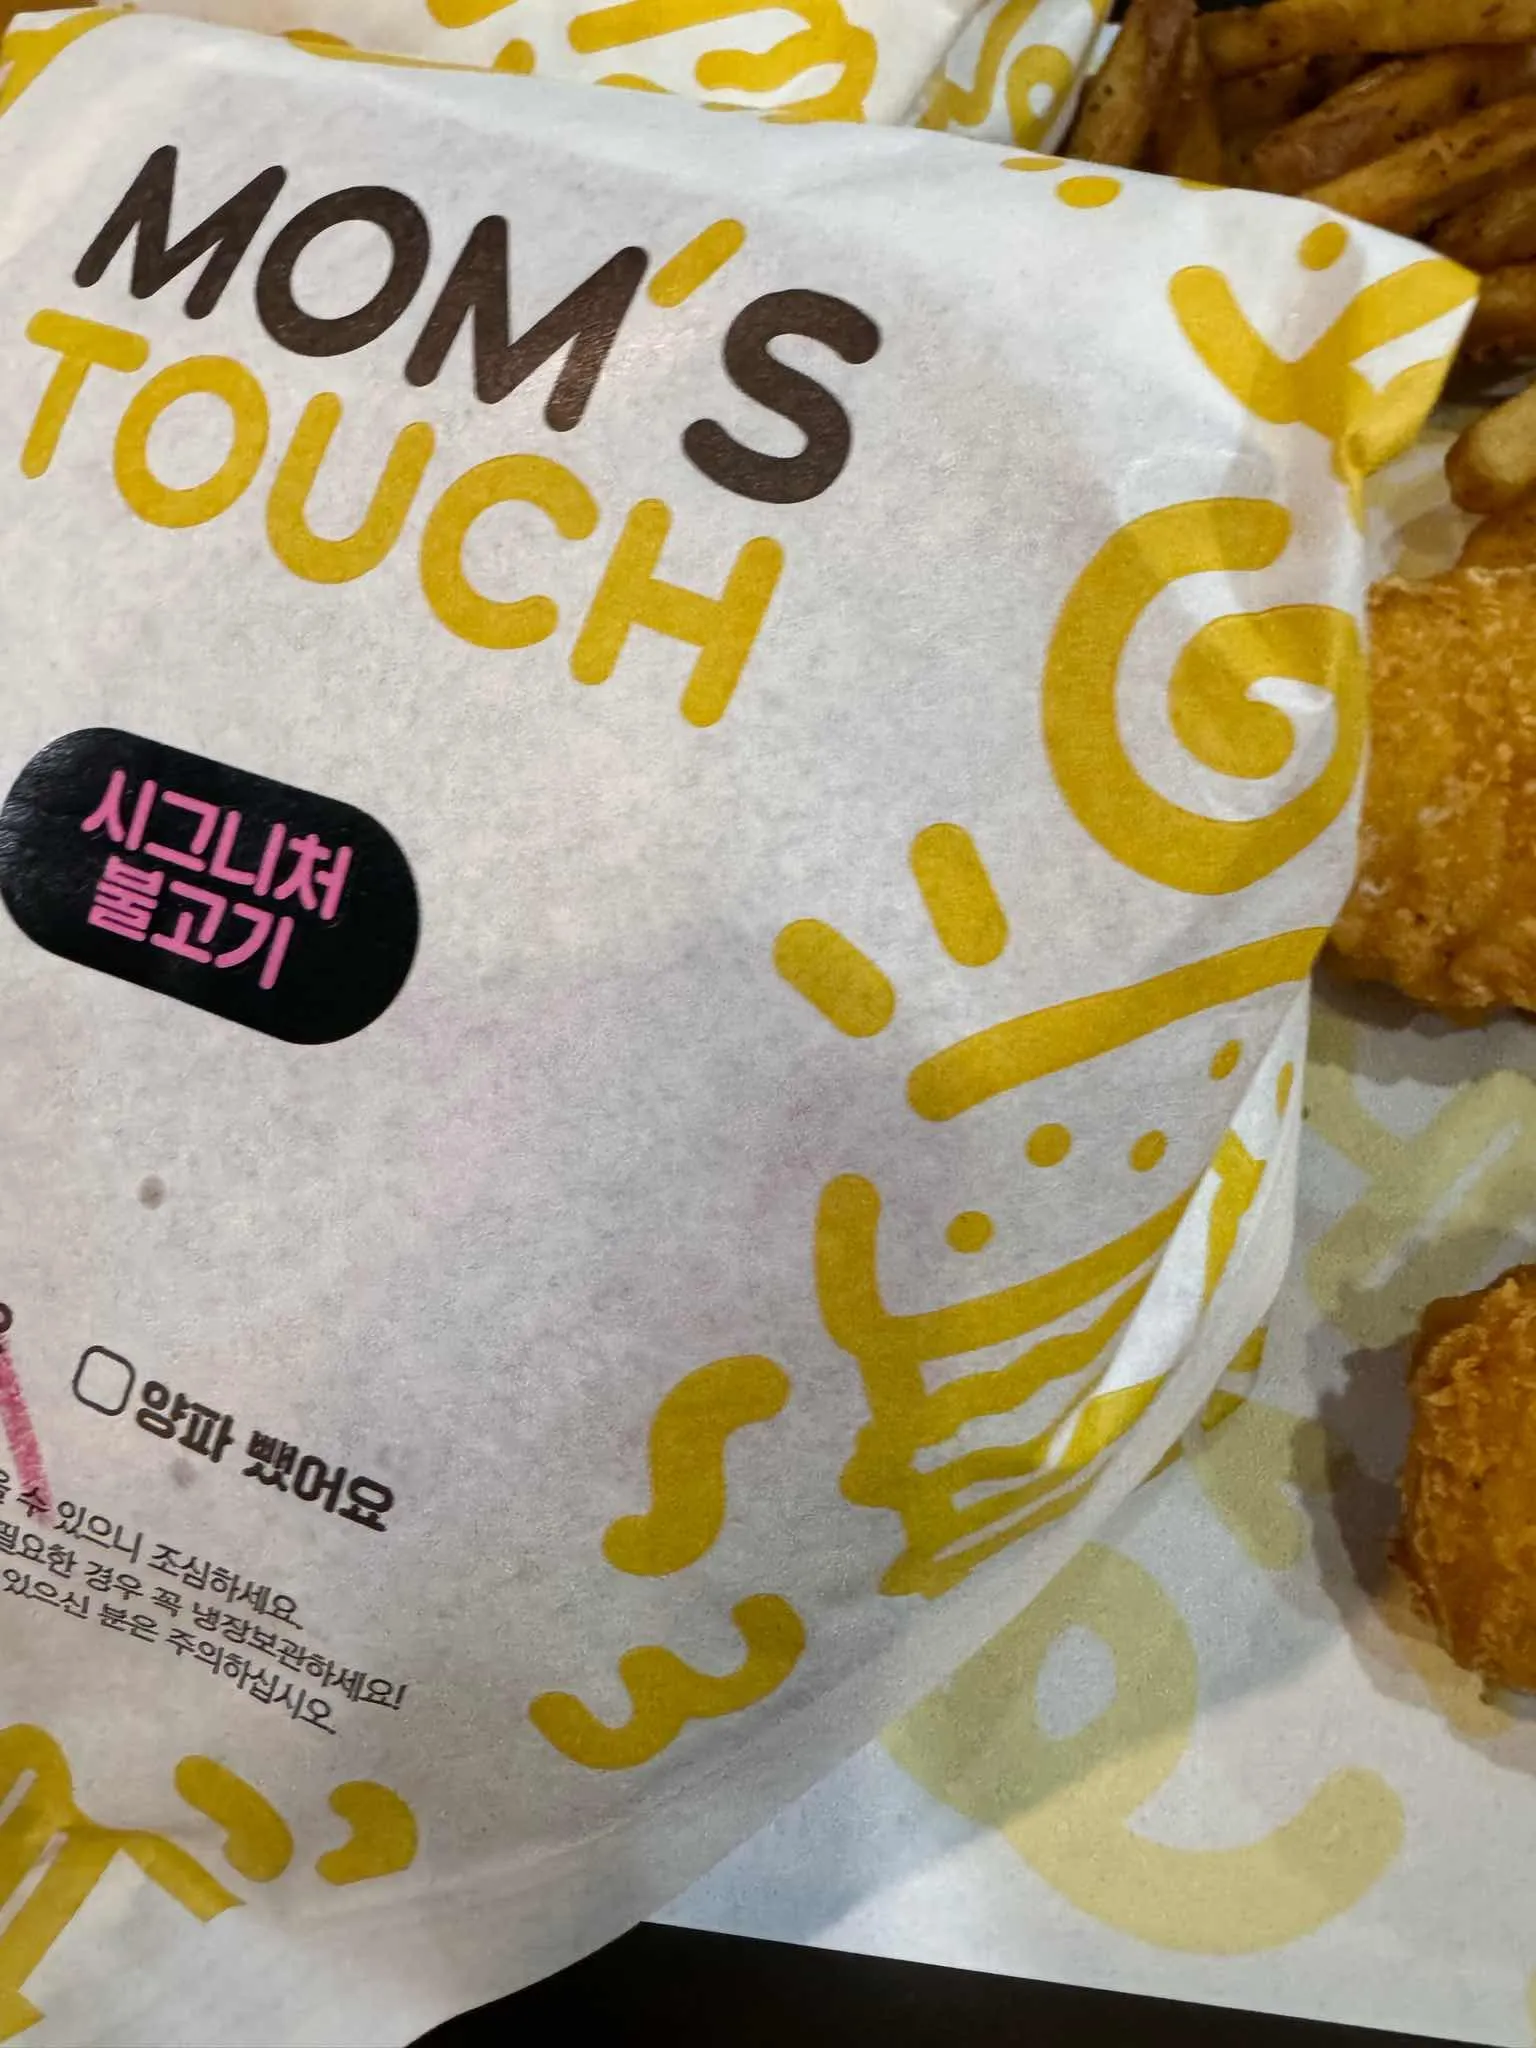 MOM'S
TOUCH
시그니처
불고기
양파 뺐어요
수 있으니 조심하세요.
필요한 경우 꼭 냉장보관하세요!
있으신 분은 주의하십시오.